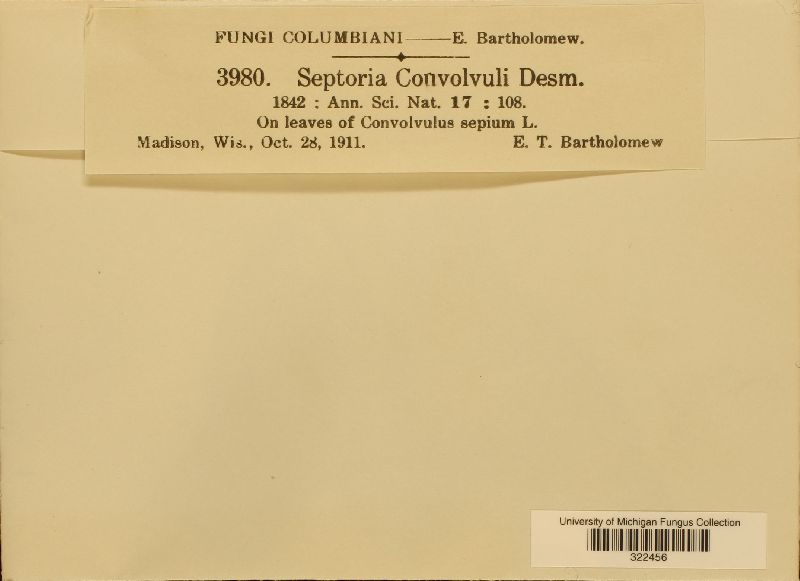 FUNGI COLUMBIANI——E. Bartholomew.
3980. Septoria Convolvuli Desm.
1842 : Ann. Sci. Nat. 17 : 108.
On leaves of Convolvulus sepium L.
Madison, Wis., Oct. 28, 1911. E. T. Bartholomew
University of Michigan Fungus Collection
322456